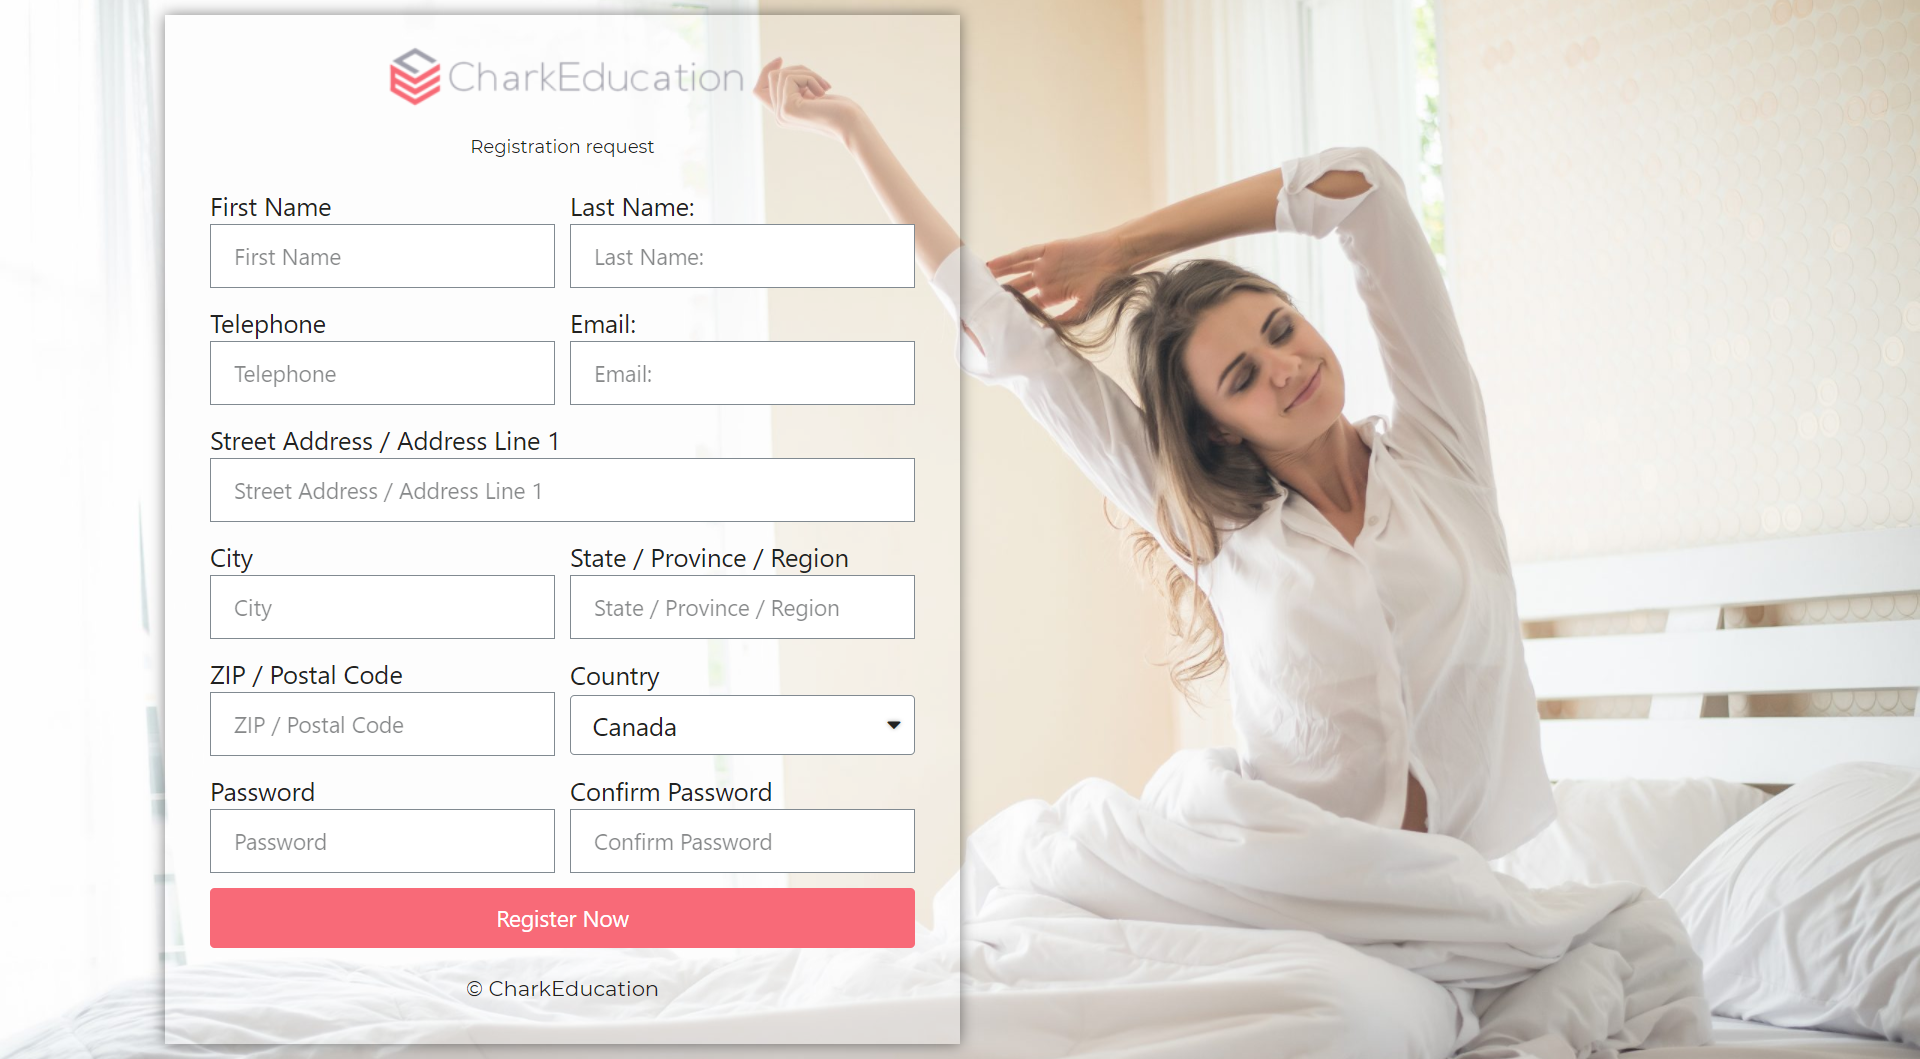 CharkEducation
Registration request
First Name
Last Name:
First Name
Last Name:
Telephone
Email:
Telephone
Email:
Street Address / Address Line 1
Street Address / Address Line 1
City
State / Province / Region
City
State / Province / Region
ZIP / Postal Code
Country
ZIP / Postal Code
Canada
Password
Confirm Password
Password
Confirm Password
Register Now
© CharkEducation